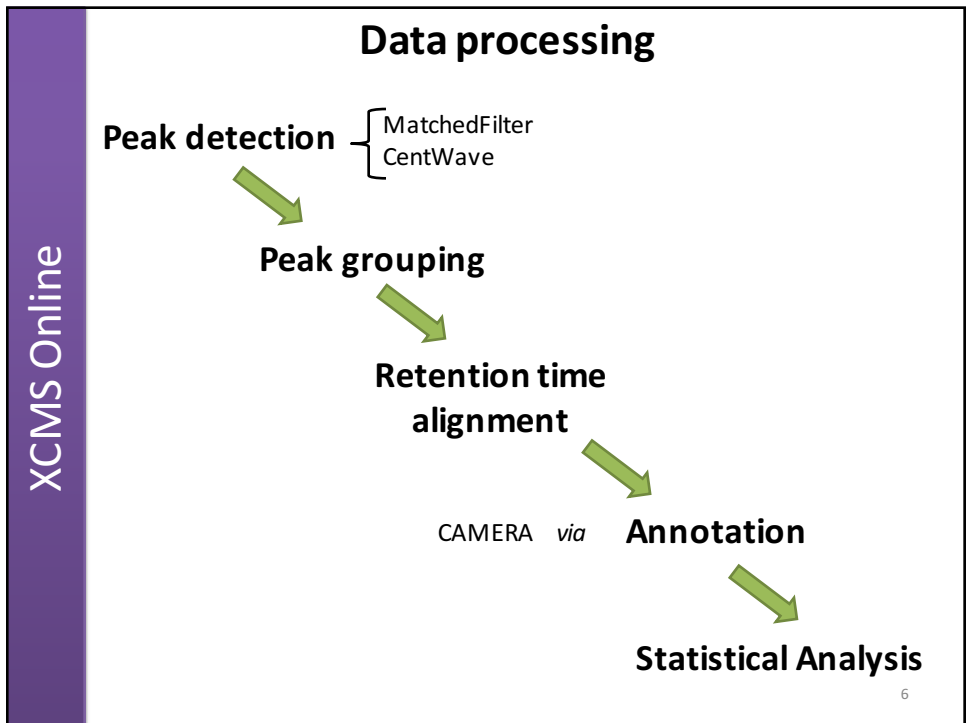 Data processing
XCMS Online
Peak detection
MatchedFilter
CentWave
Peak grouping
Retention time
alignment
CAMERA via Annotation
Statistical Analysis
6